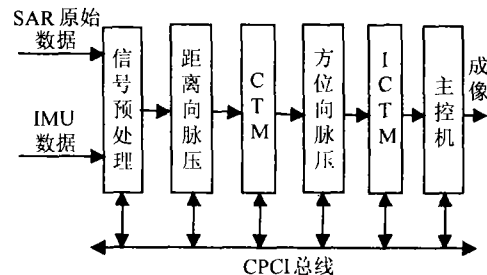 SAR 原始
数据
IMU
数据
信号预处理
距离向脉压
CTM
方位向脉压
ICTM
主控机
成像
CPCI总线